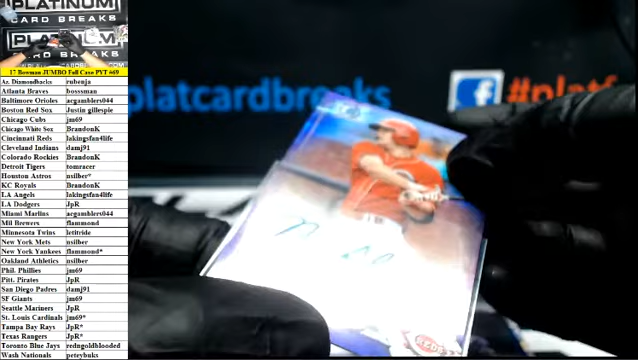 PLATINUM
CARD BREAKS
PLATINUM
CARD BREAKS
17 Bowman JUMBO Full Case PYT #69
Az. Diamondbacks rubenja
Atlanta Braves bosssman
Baltimore Orioles acgamblers044
Boston Red Sox Justin gillespie
Chicago Cubs jm69
Chicago White Sox BrandonK
Cincinnati Reds lakingsfan4life
Cleveland Indians damj91
Colorado Rockies BrandonK
Detroit Tigers tomracer
Houston Astros nsilber*
KC Royals BrandonK
LA Angels lakingsfan4life
LA Dodgers JpR
Miami Marlins acgamblers044
Mil Brewers flammond
Minnesota Twins letitride
New York Mets nsilber
New York Yankees flammond*
Oakland Athletics nsilber
Phil. Phillies jm69
Pitt. Pirates JpR
San Diego Padres damj91
SF Giants jm69
Seattle Mariners JpR
St. Louis Cardinals jm69*
Tampa Bay Rays JpR*
Texas Rangers JpR*
Toronto Blue Jays redngoldblooded
Wash Nationals peteybuks
platcardbreaks
#platf
REDS